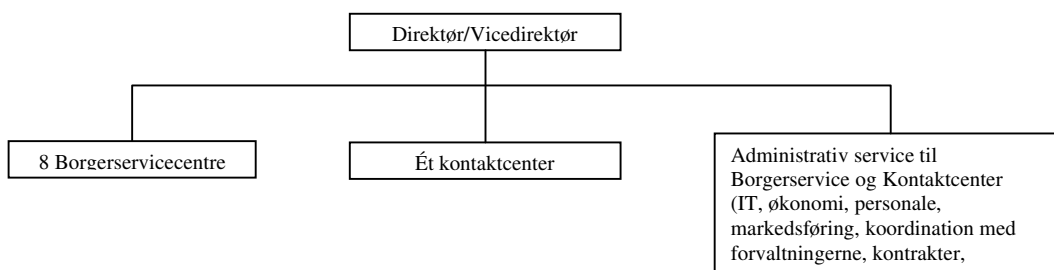 Direktør/Vicedirektør
8 Borgerservicecentre
Ét kontaktcenter
Administrativ service til
Borgerservice og Kontaktcenter
(IT, økonomi, personale,
markedsføring, koordination med
forvaltningerne, kontrakter,